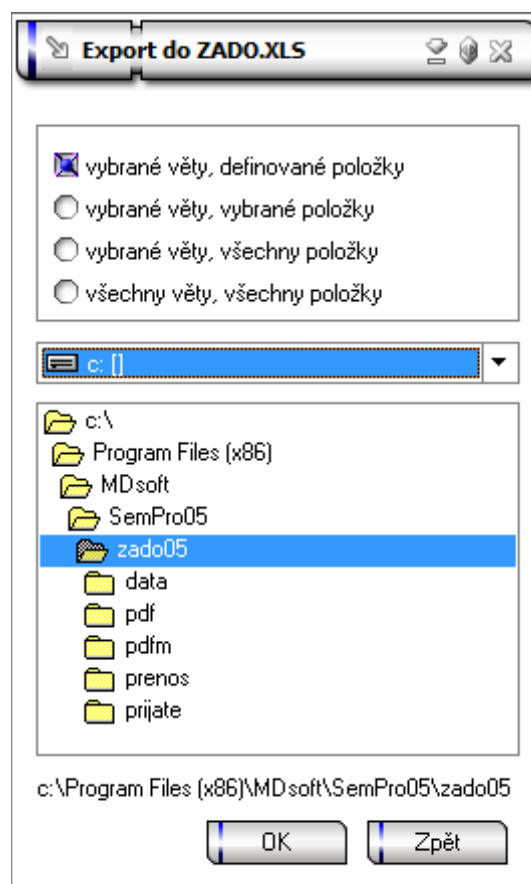 Export do ZADO.XLS
vybrané věty, definované položky
vybrané věty, vybrané položky
vybrané věty, všechny položky
všechny věty, všechny položky
c: []
c:\
Program Files (x86)
MDsoft
SemPro05
zado05
data
pdf
pdfm
prenos
prijate
c:\Program Files (x86)\MDsoft\SemPro05\zado05
OK Zpět